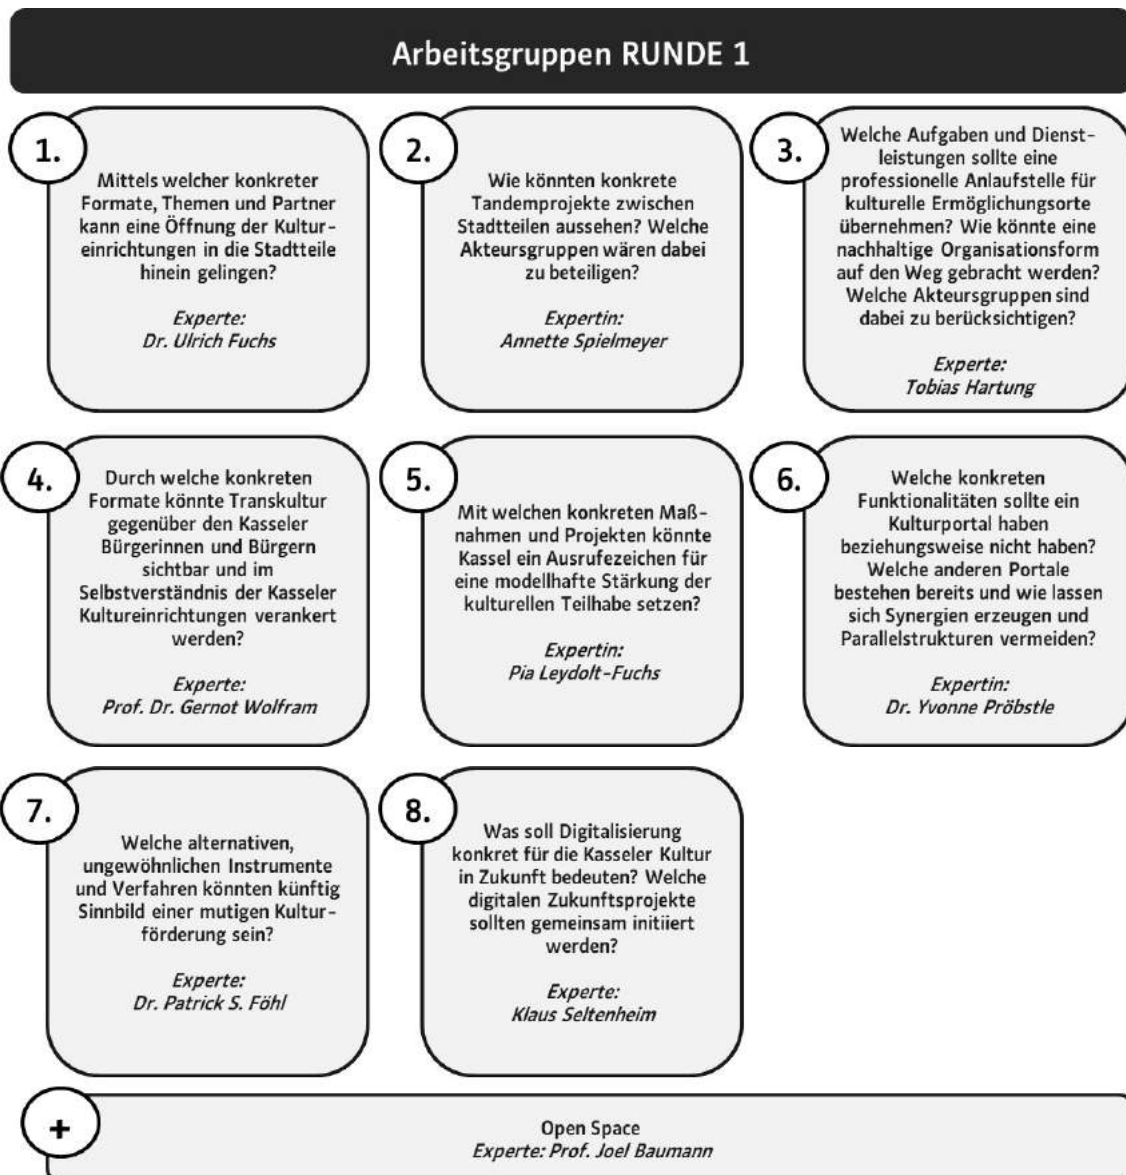 Arbeitsgruppen RUNDE 1
1.
Mittels welcher konkreter
Formate, Themen und Partner
kann eine Öffnung der Kultur-
einrichtungen in die Stadtteile
hinein gelingen?
Experte:
Dr. Ulrich Fuchs
2.
Wie könnten konkrete
Tandemprojekte zwischen
Stadtteilen aussehen? Welche
Akteursgruppen wären dabei
zu beteiligen?
Expertin:
Annette Spielmeyer
3.
Welche Aufgaben und Dienst-
leistungen sollte eine
professionelle Anlaufstelle für
kulturelle Ermöglichungsorte
übernehmen? Wie könnte eine
nachhaltige Organisationsform
auf den Weg gebracht werden?
Welche Akteursgruppen sind
dabei zu berücksichtigen?
Experte:
Tobias Hartung
4.
Durch welche konkreten
Formate könnte Transkultur
gegenüber den Kasseler
Bürgerinnen und Bürgern
sichtbar und im
Selbstverständnis der Kasseler
Kultureinrichtungen verankert
werden?
Experte:
Prof. Dr. Gernot Wolfram
5.
Mit welchen konkreten Maß-
nahmen und Projekten könnte
Kassel ein Ausrufezeichen für
eine modellhafte Stärkung der
kulturellen Teilhabe setzen?
Expertin:
Pia Leydolt-Fuchs
6.
Welche konkreten
Funktionalitäten sollte ein
Kulturportal haben
beziehungsweise nicht haben?
Welche anderen Portale
bestehen bereits und wie lassen
sich Synergien erzeugen und
Parallelstrukturen vermeiden?
Expertin:
Dr. Yvonne Pröbstle
7.
Welche alternativen,
ungewöhnlichen Instrumente
und Verfahren könnten künftig
Sinnbild einer mutigen Kultur-
förderung sein?
Experte:
Dr. Patrick S. Föhl
8.
Was soll Digitalisierung
konkret für die Kasseler Kultur
in Zukunft bedeuten? Welche
digitalen Zukunftsprojekte
sollten gemeinsam initiiert
werden?
Experte:
Klaus Seltenheim
+
Open Space
Experte: Prof. Joel Baumann